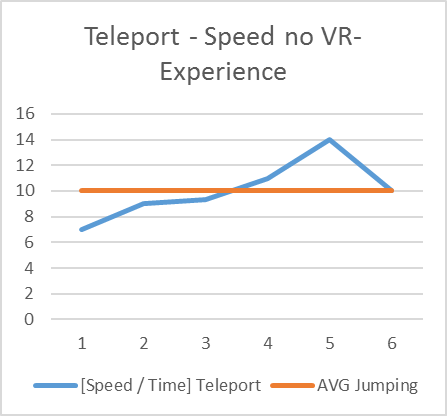 Teleport - Speed no VR-
Experience
16
14
12
10
8
6
4
2
0
1 2 3 4 5 6
[Speed / Time] Teleport AVG Jumping